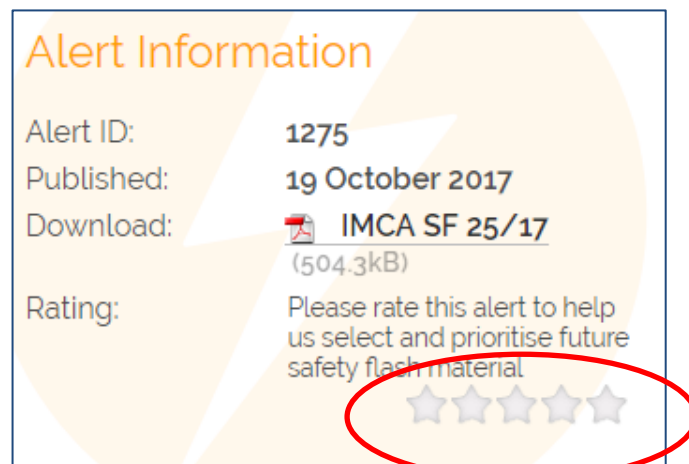 Alert Information
Alert ID: 1275
Published: 19 October 2017
Download: IMCA SF 25/17
(504.3kB)
Rating: Please rate this alert to help
us select and prioritise future
safety flash material